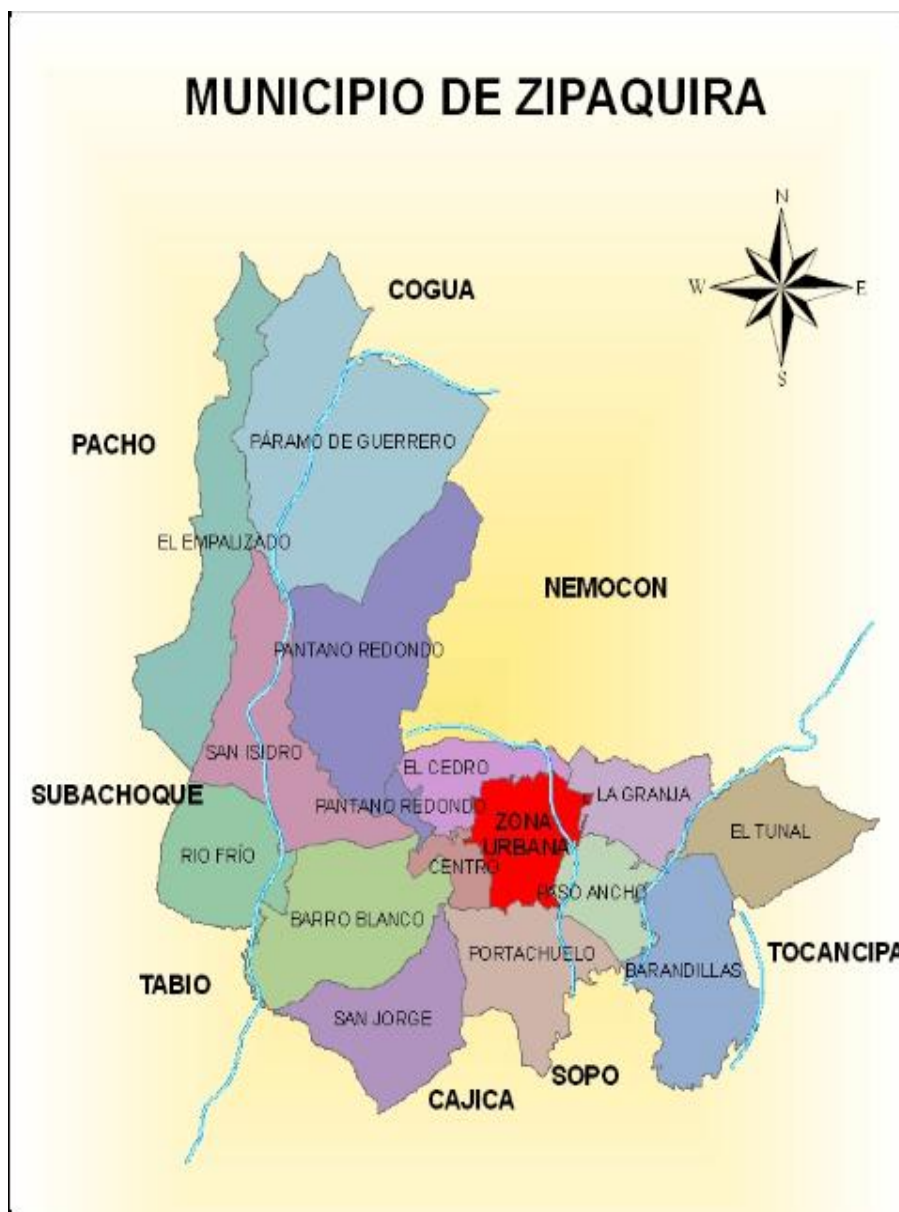 MUNICIPIO DE ZIPAQUIRA
N
W
E
S
COGUA
PACHO
PÁRAMO DE GUERRERO
EL EMPALIZADO
NEMOCON
PANTANO REDONDO
SAN ISIDRO
EL CEDRO
SUBACHOQUE
PANTANO REDONDO
LA GRANJA
ZONA
URBANA
EL TUNAL
RIO FRÍO
CENTRO
PASO ANCHO
BARRO BLANCO
PORTACHUELO
TOCANCIPA
BARANDILLAS
TABIO
SAN JORGE
SOPO
CAJICA